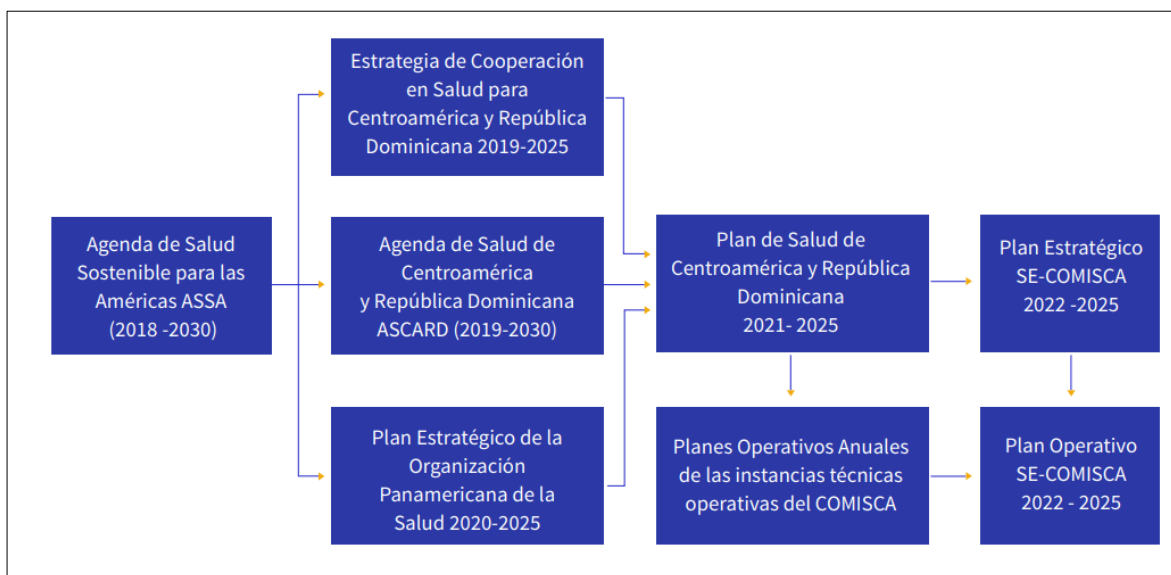 Estrategia de Cooperación
en Salud para
Centroamérica y República
Dominicana 2019-2025
Agenda de Salud
Sostenible para las
Américas ASSA
(2018 -2030)
Agenda de Salud de
Centroamérica
y República Dominicana
ASCARD (2019-2030)
Plan de Salud de
Centroamérica y República
Dominicana
2021- 2025
Plan Estratégico
SE-COMISCA
2022 -2025
Plan Estratégico de la
Organización
Panamericana de la
Salud 2020-2025
Planes Operativos Anuales
de las instancias técnicas
operativas del COMISCA
Plan Operativo
SE-COMISCA
2022 - 2025